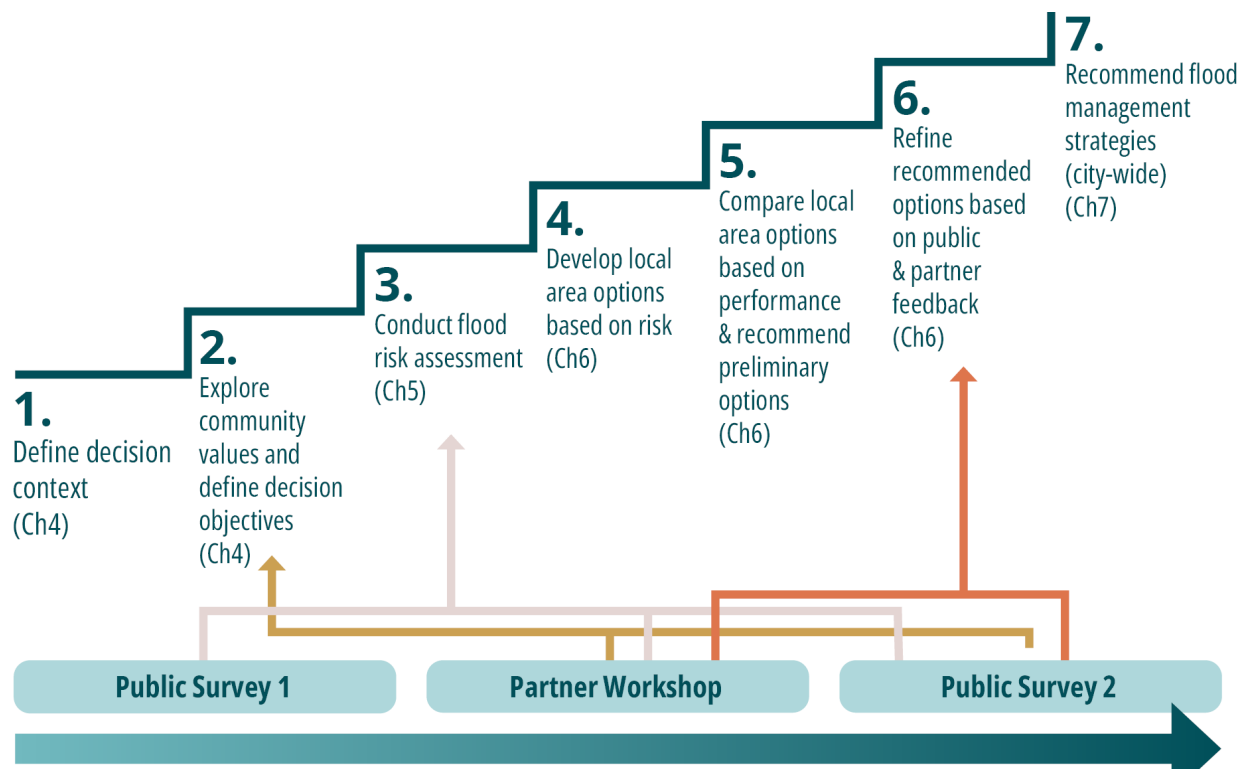 1.
Define decision
context
(Ch4)
2.
Explore
community
values and
define decision
objectives
(Ch4)
3.
Conduct flood
risk assessment
(Ch5)
4.
Develop local
area options
based on risk
(Ch6)
5.
Compare local
area options
based on
performance
& recommend
preliminary
options
(Ch6)
6.
Refine
recommended
options based
on public
& partner
feedback
(Ch6)
7.
Recommend flood
management
strategies
(city-wide)
(Ch7)
Public Survey 1
Partner Workshop
Public Survey 2